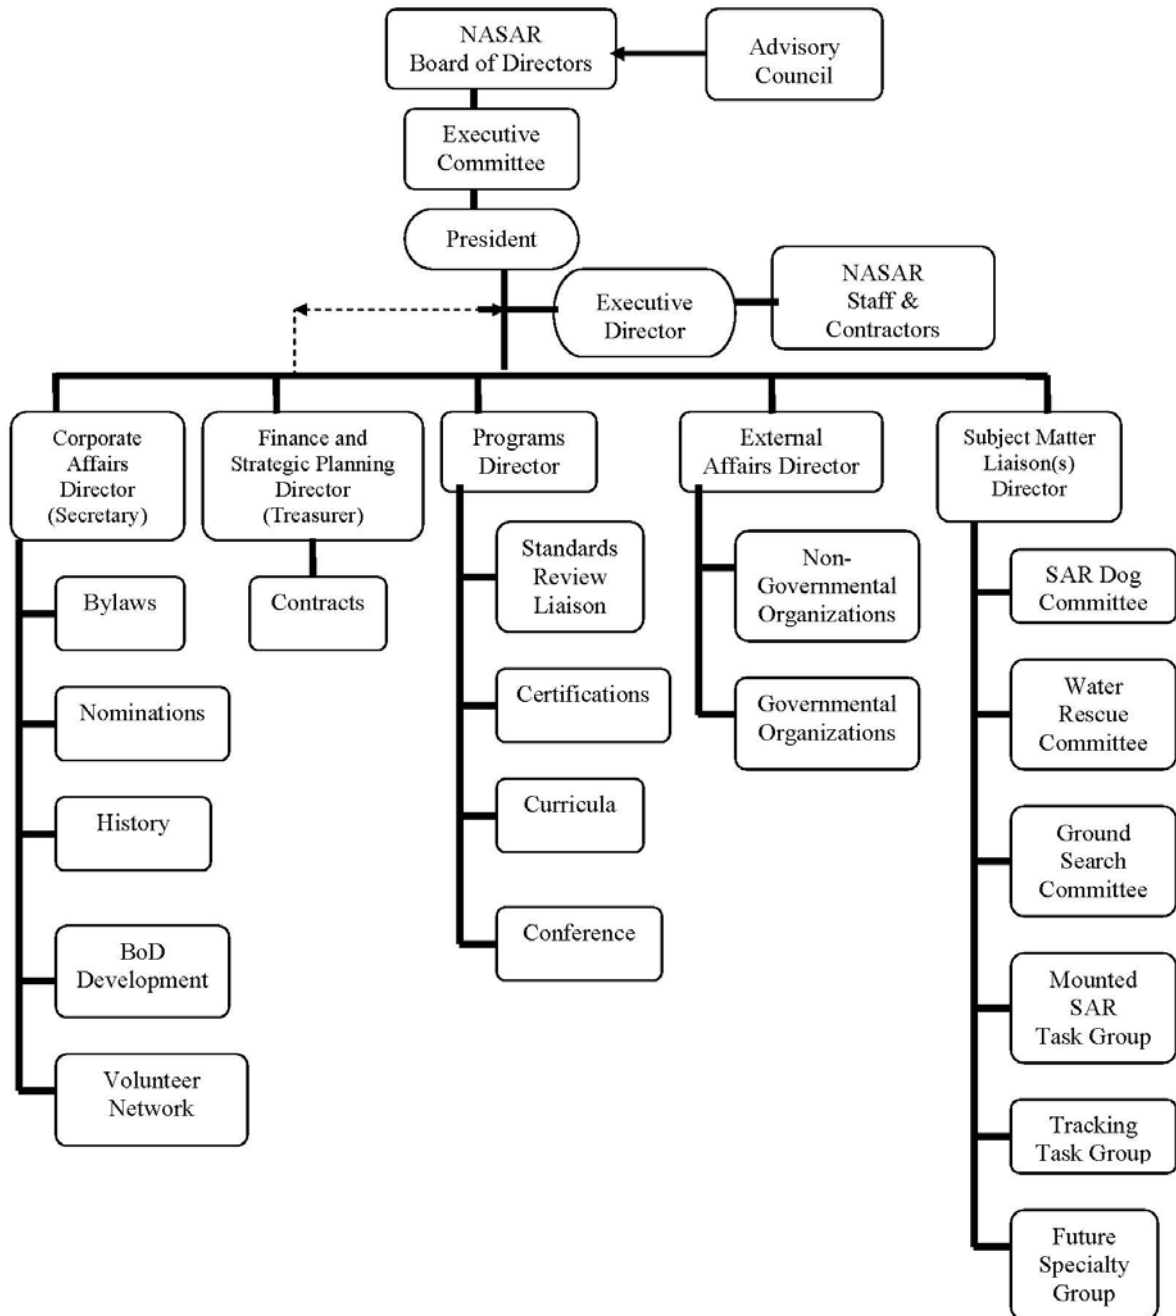 NASAR
Board of Directors
Advisory
Council
Executive
Committee
President
Executive
Director
NASAR
Staff &
Contractors
Corporate
Affairs
Director
(Secretary)
Finance and
Strategic Planning
Director
(Treasurer)
Programs
Director
External
Affairs Director
Subject Matter
Liaison(s)
Director
Bylaws
Nominations
History
BoD
Development
Volunteer
Network
Contracts
Standards
Review
Liaison
Certifications
Curricula
Conference
Non-
Governmental
Organizations
Governmental
Organizations
SAR Dog
Committee
Water
Rescue
Committee
Ground
Search
Committee
Mounted
SAR
Task Group
Tracking
Task Group
Future
Specialty
Group